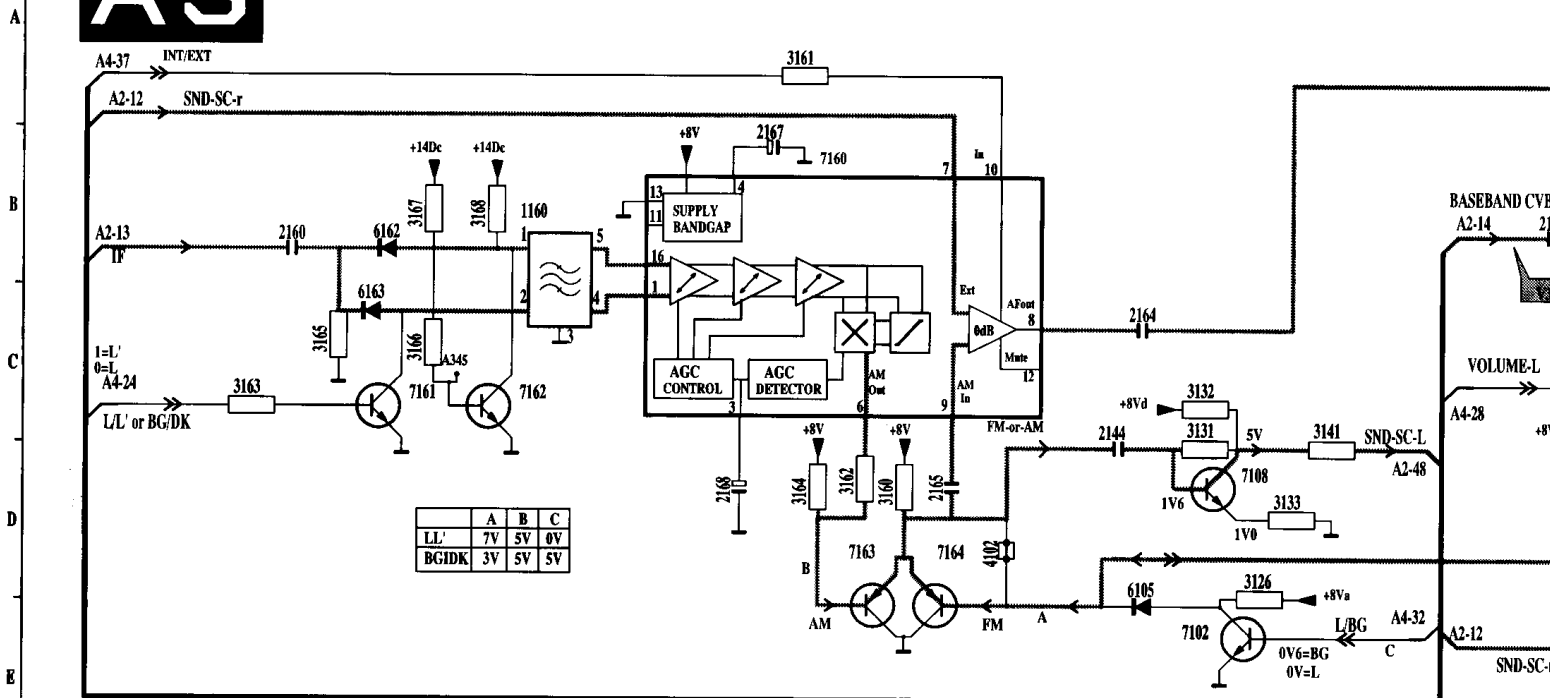 A
A4-37
INT/EXT
3161
A2-12
SND-SC-r
+14Dc
+14Dc
+8V
2167
7160
7
In
10
B
3167
3168
1160
13
4
11
SUPPLY
BANDGAP
BASEBAND CVB
A2-14
A2-13
IF
2160
6162
1
5
16
6163
2
4
1
Ext
AFout
8
2164
3165
3166
3
0dB
C
1=L'
0=L
A4-24
A345
AGC
CONTROL
AGC
DETECTOR
AM
Out
AM
In
Mute
12
VOLUME-L
3163
7161
7162
L/L' or BG/DK
3
6
9
FM-or-AM
+8Vd
3132
A4-28
+8V
+8V
+8V
2144
3131
5V
3141
SND-SC-L
A2-48
2168
3164
3162
3160
2165
7108
1V6
3133
1V0
D
A B C
LL' 7V 5V 0V
BGIDK 3V 5V 5V
7163
7164
4102
B
6105
3126
+8Va
AM
FM
A
7102
L/BG
A4-32
A2-12
0V6=BG
0V=L
C
SND-SC-
E